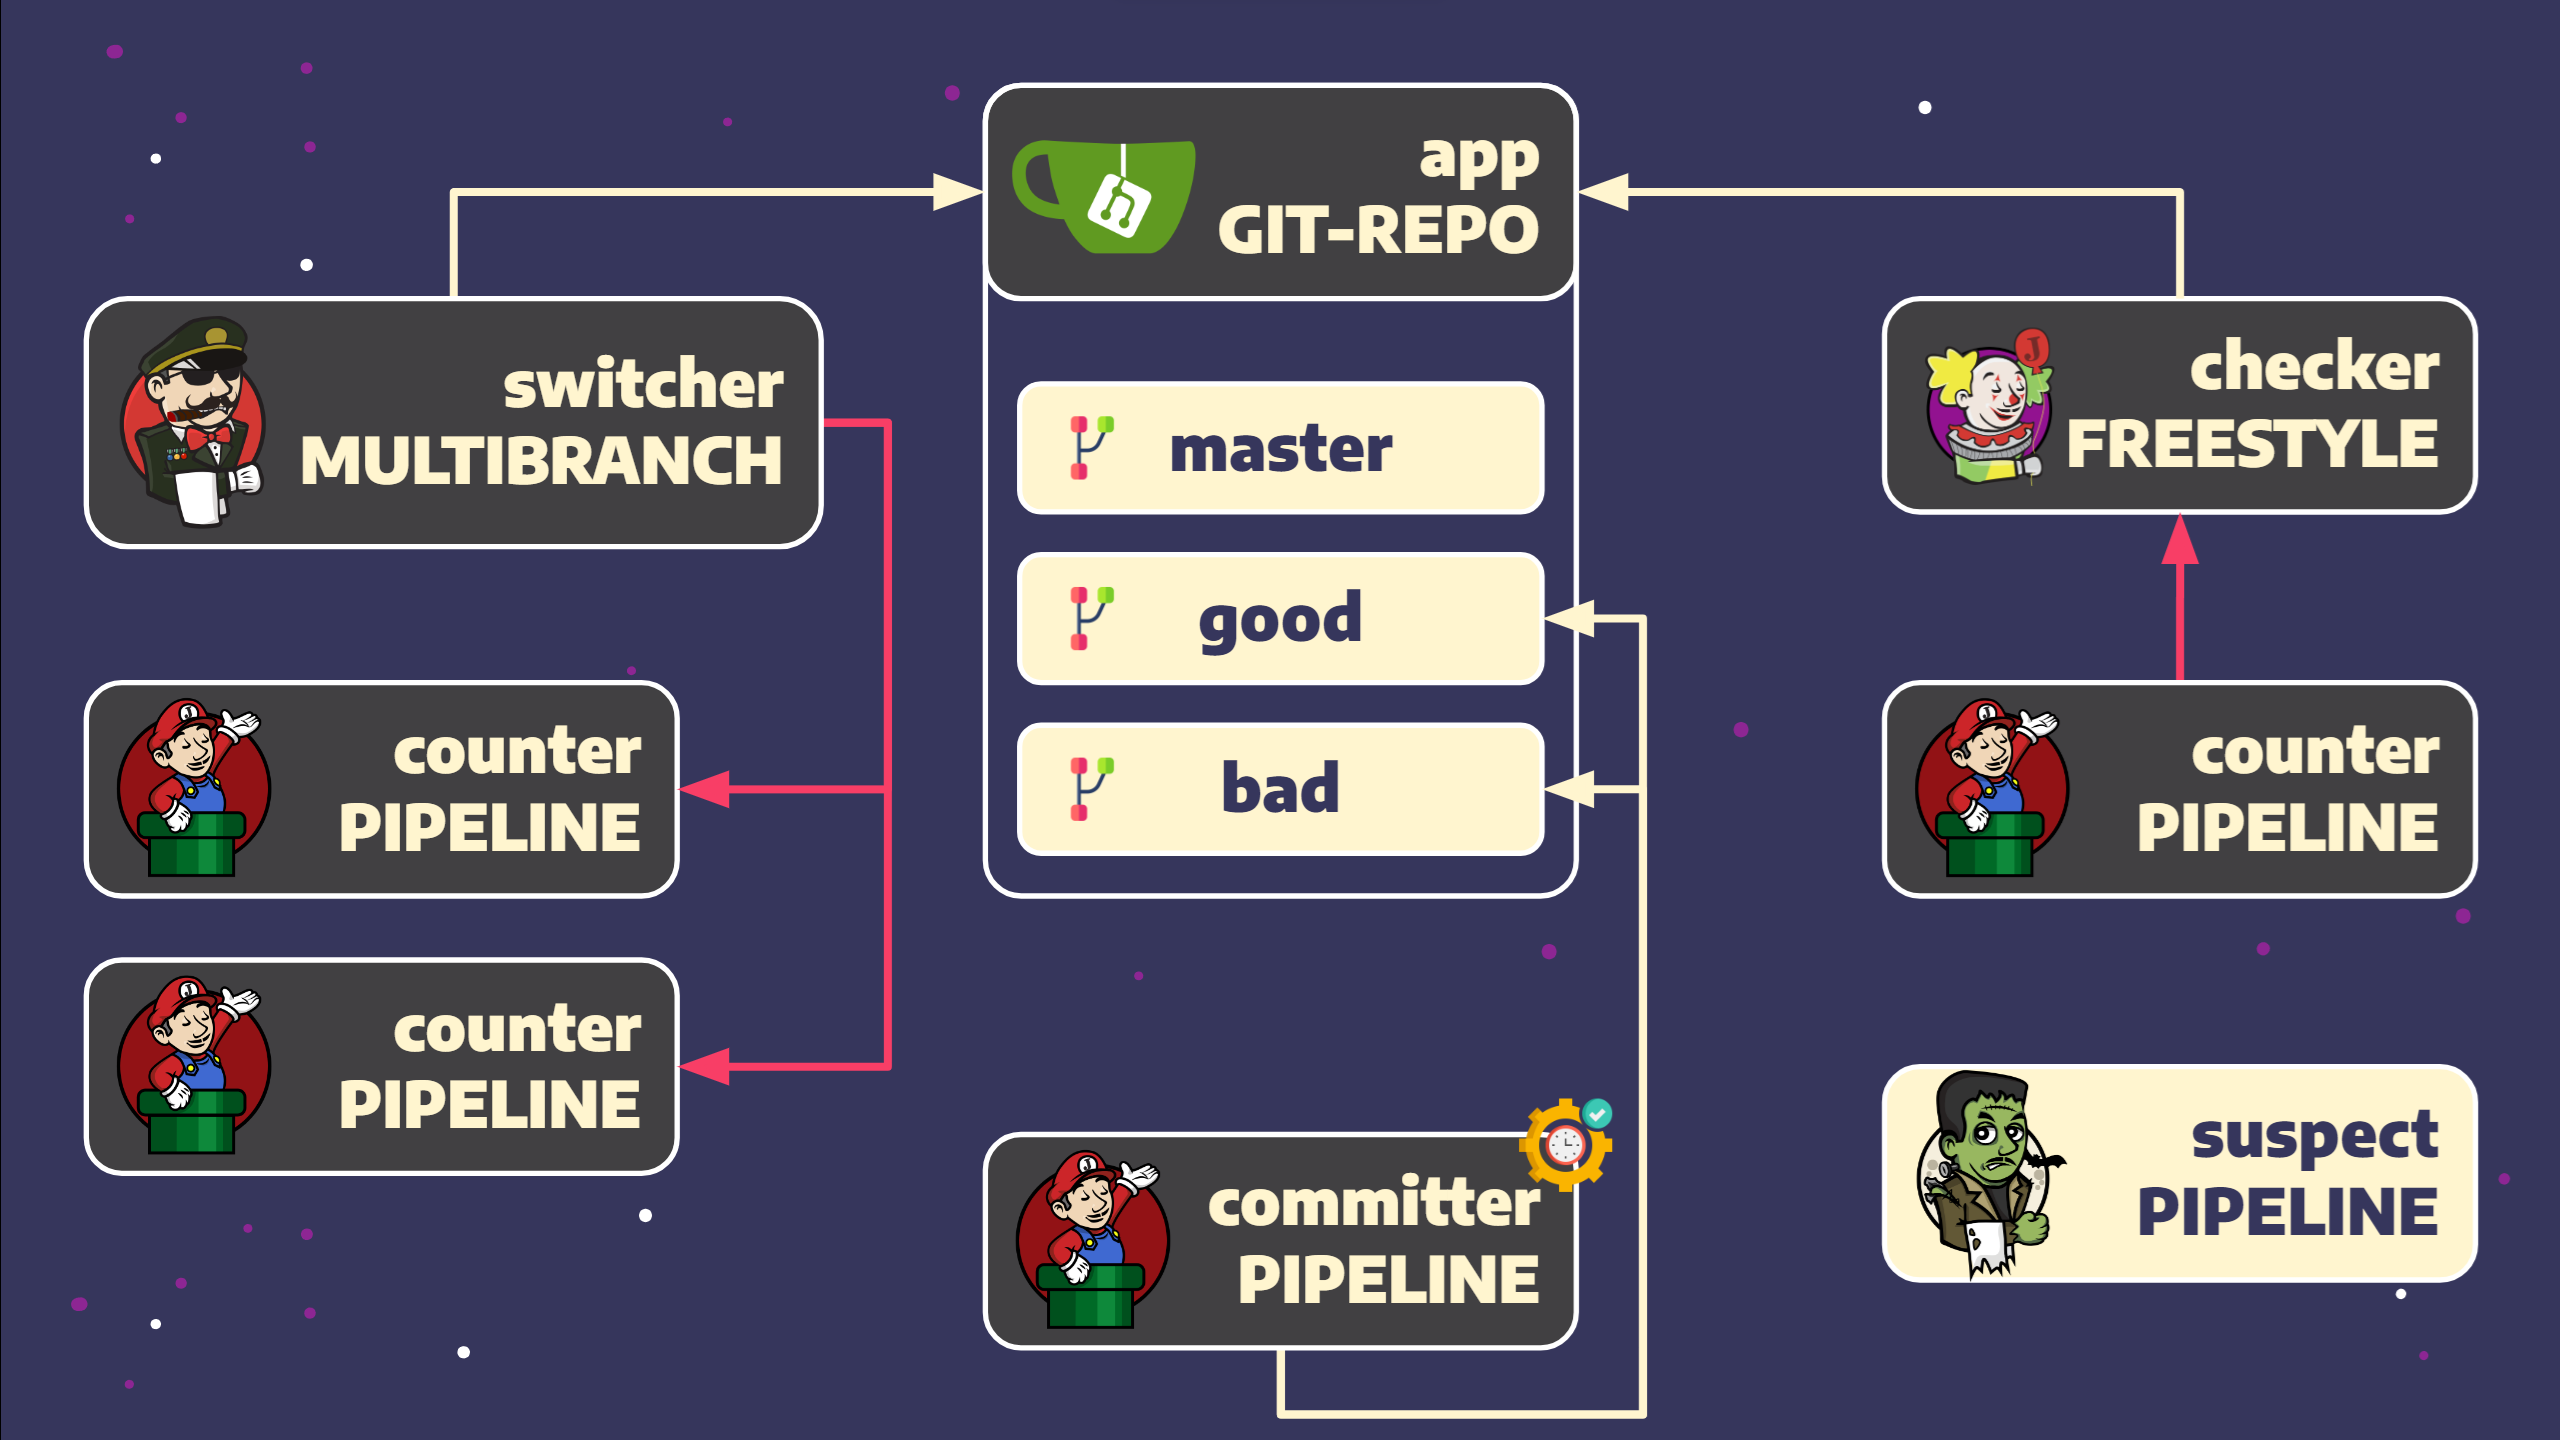 app
GIT-REPO
switcher
MULTIBRANCH
checker
FREESTYLE
master
good
bad
counter
PIPELINE
counter
PIPELINE
counter
PIPELINE
committer
PIPELINE
suspect
PIPELINE